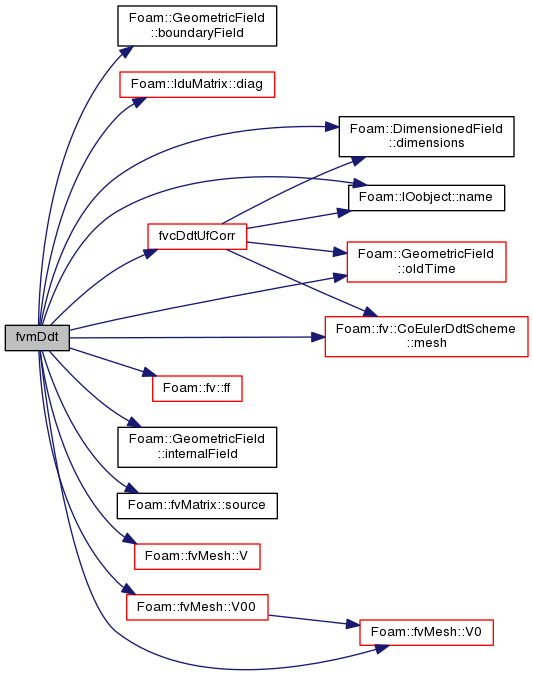 Foam::GeometricField
::boundaryField
Foam::lduMatrix::diag
Foam::DimensionedField
::dimensions
Foam::IOobject::name
fvcDdtUfCorr
Foam::GeometricField
::oldTime
Foam::fv::CoEulerDdtScheme
::mesh
fvmDdt
Foam::fv::ff
Foam::GeometricField
::internalField
Foam::fvMatrix::source
Foam::fvMesh::V
Foam::fvMesh::V00
Foam::fvMesh::V0